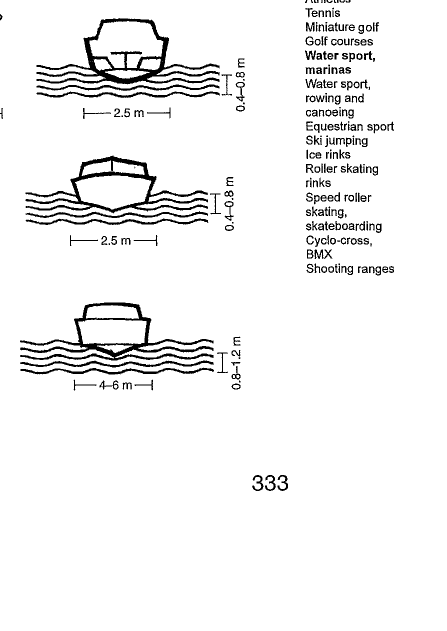 Athletics
Tennis
Miniature golf
Golf courses
Water sport,
marinas
Water sport,
rowing and
canoeing
Equestrian sport
Ski jumping
Ice rinks
Roller skating
rinks
Speed roller
skating,
skateboarding
Cyclo-cross,
BMX
Shooting ranges
2.5 m
0.4–0.8 m
2.5 m
0.4–0.8 m
4–6 m
0.8–1.2 m
333